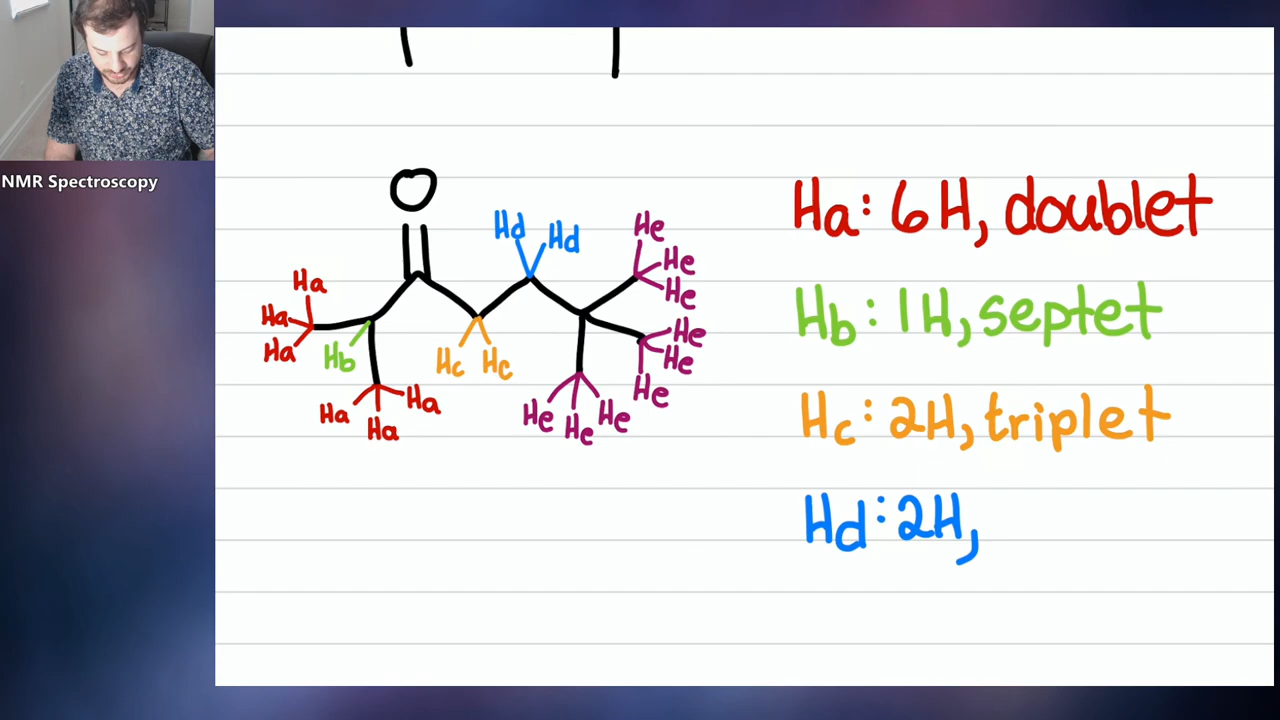 NMR Spectroscopy
O
Hd Hd He
He
He
Ha
Ha
Ha
Hb Hc Hc He
He
He
Ha Ha Ha
He He He
Ha: 6H, doublet
Hb: 1H, septet
Hc: 2H, triplet
Hd: 2H,